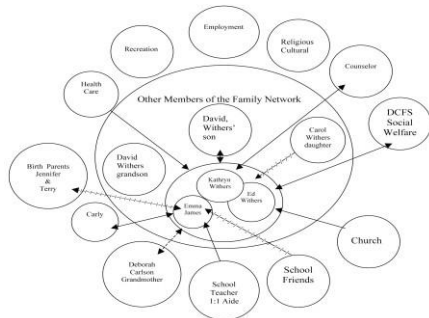 Employment
Recreation
Religious
Cultural
Counselor
Health
Care
Other Members of the Family Network
David,
Withers'
son
Carol
Withers
daughter
DCFS
Social
Welfare
Birth Parents
Jennifer
&
Terry
David
Withers
grandson
Kathryn
Withers
Ed
Withers
Emma
James
Carly
Church
Deborah
Carlson
Grandmother
School
Teacher
1:1 Aide
School
Friends